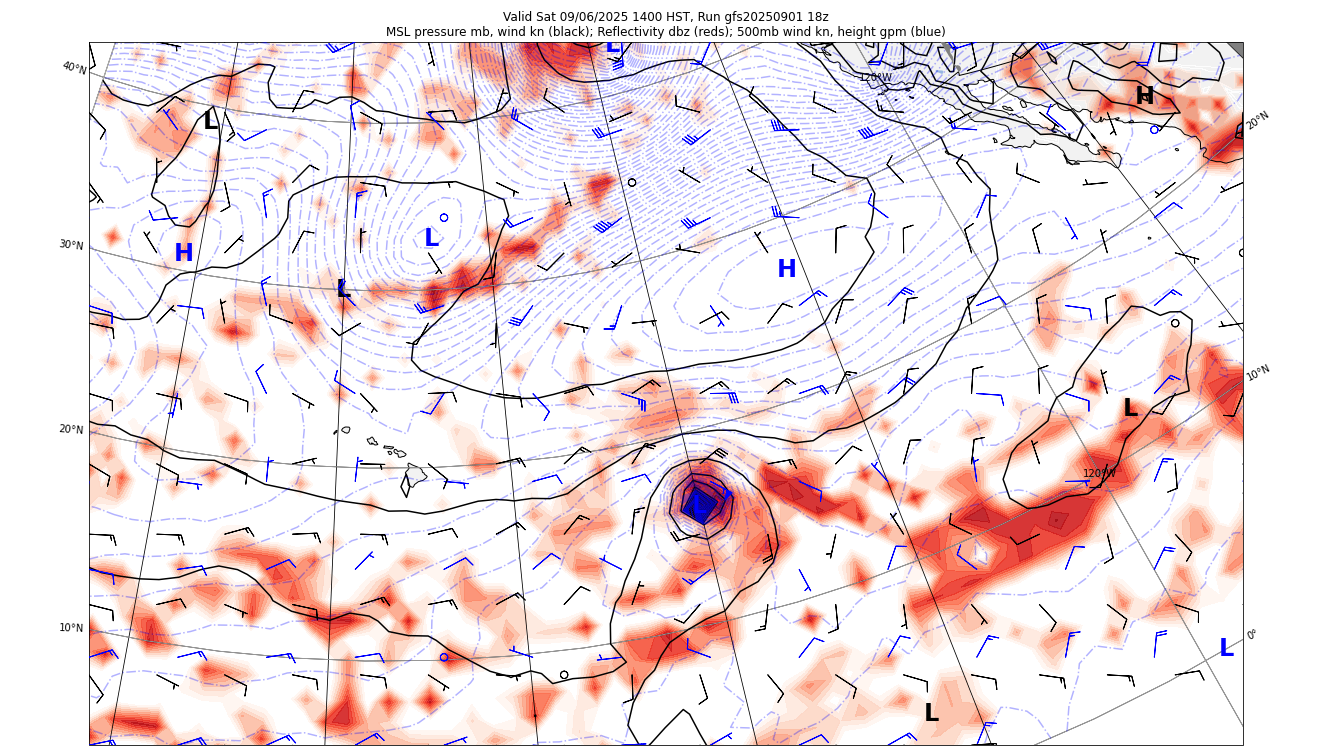 Valid Sat 09/06/2025 1400 HST, Run gfs20250901 18z
MSL pressure mb, wind kn (black); Reflectivity dbz (reds); 500mb wind kn, height gpm (blue)
L
40°N
120°W
H
L
20°N
30°N
H
L
H
L
10°N
L
20°N
120°W
L
10°N
0°
L
L